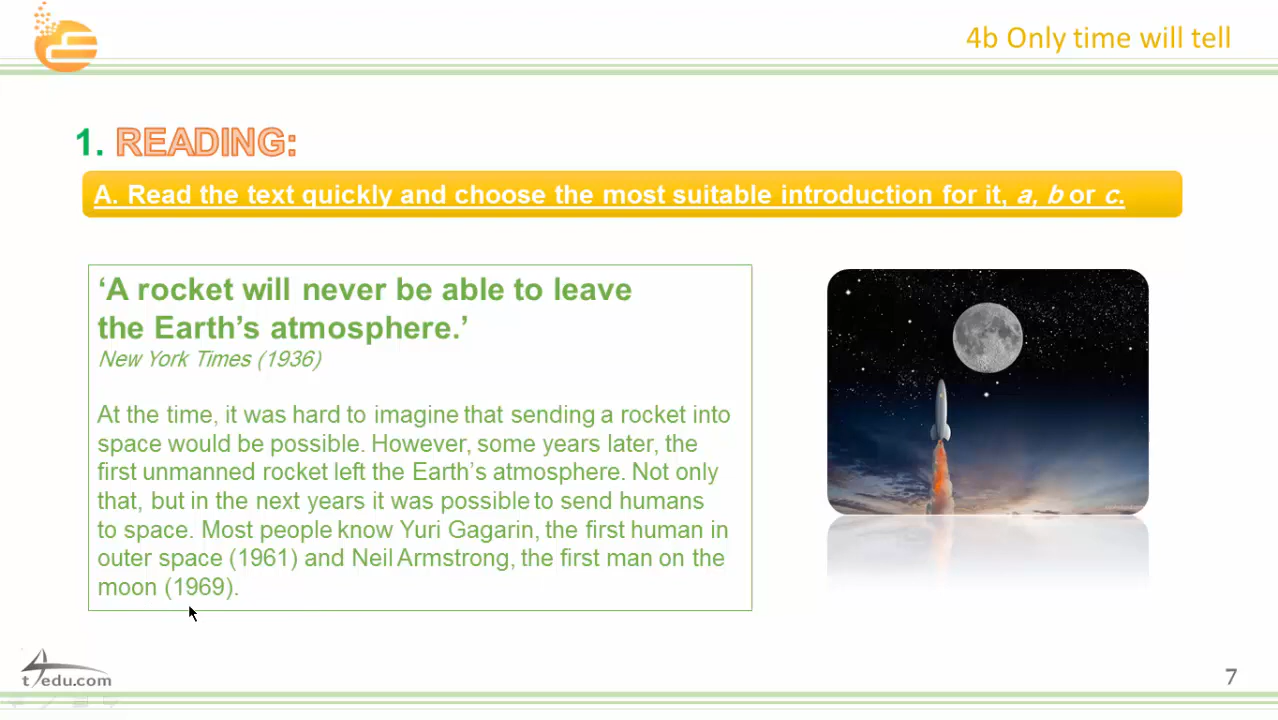 4b Only time will tell
1. READING:
A. Read the text quickly and choose the most suitable introduction for it, a, b or c.
‘A rocket will never be able to leave
the Earth’s atmosphere.’
New York Times (1936)
At the time, it was hard to imagine that sending a rocket into
space would be possible. However, some years later, the
first unmanned rocket left the Earth’s atmosphere. Not only
that, but in the next years it was possible to send humans
to space. Most people know Yuri Gagarin, the first human in
outer space (1961) and Neil Armstrong, the first man on the
moon (1969).
t4edu.com
7